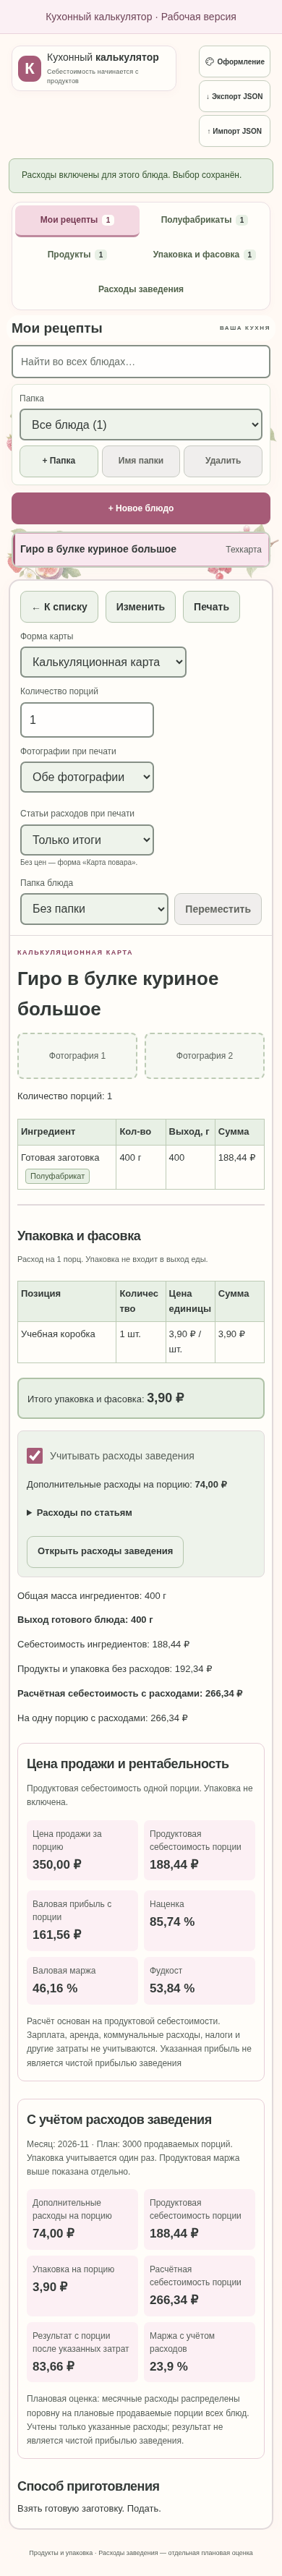 Кухонный калькулятор · Рабочая версия
К
Кухонный калькулятор
Себестоимость начинается с
продуктов
Оформление
↓ Экспорт JSON
↑ Импорт JSON
Расходы включены для этого блюда. Выбор сохранён.
Мои рецепты 1
Полуфабрикаты 1
Продукты 1
Упаковка и фасовка 1
Расходы заведения
Мои рецепты
ВАША КУХНЯ
Найти во всех блюдах…
Папка
Все блюда (1)
+ Папка
Имя папки
Удалить
+ Новое блюдо
Гиро в булке куриное большое
Техкарта
← К списку
Изменить
Печать
Форма карты
Калькуляционная карта
Количество порций
1
Фотографии при печати
Обе фотографии
Статьи расходов при печати
Только итоги
Без цен — форма «Карта повара».
Папка блюда
Без папки
Переместить
КАЛЬКУЛЯЦИОННАЯ КАРТА
Гиро в булке куриное
большое
Фотография 1
Фотография 2
Количество порций: 1
Ингредиент Кол-во Выход, г Сумма
Готовая заготовка 400 г 400 188,44 ₽
Полуфабрикат
Упаковка и фасовка
Расход на 1 порц. Упаковка не входит в выход еды.
Позиция Количес Цена Сумма
тво единицы
Учебная коробка 1 шт. 3,90 ₽ / 3,90 ₽
шт.
Итого упаковка и фасовка: 3,90 ₽
Учитывать расходы заведения
Дополнительные расходы на порцию: 74,00 ₽
▶ Расходы по статьям
Открыть расходы заведения
Общая масса ингредиентов: 400 г
Выход готового блюда: 400 г
Себестоимость ингредиентов: 188,44 ₽
Продукты и упаковка без расходов: 192,34 ₽
Расчётная себестоимость с расходами: 266,34 ₽
На одну порцию с расходами: 266,34 ₽
Цена продажи и рентабельность
Продуктовая себестоимость одной порции. Упаковка не
включена.
Цена продажи за
порцию
350,00 ₽
Продуктовая
себестоимость порции
188,44 ₽
Валовая прибыль с
порции
161,56 ₽
Наценка
85,74 %
Валовая маржа
46,16 %
Фудкост
53,84 %
Расчёт основан на продуктовой себестоимости.
Зарплата, аренда, коммунальные расходы, налоги и
другие затраты не учитываются. Указанная прибыль не
является чистой прибылью заведения
С учётом расходов заведения
Месяц: 2026-11 · План: 3000 продаваемых порций.
Упаковка учитывается один раз. Продуктовая маржа
выше показана отдельно.
Дополнительные
расходы на порцию
74,00 ₽
Продуктовая
себестоимость порции
188,44 ₽
Упаковка на порцию
3,90 ₽
Расчётная
себестоимость порции
266,34 ₽
Результат с порции
после указанных затрат
83,66 ₽
Маржа с учётом
расходов
23,9 %
Плановая оценка: месячные расходы распределены
поровну на плановые продаваемые порции всех блюд.
Учтены только указанные расходы; результат не
является чистой прибылью заведения.
Способ приготовления
Взять готовую заготовку. Подать.
Продукты и упаковка · Расходы заведения — отдельная плановая оценка